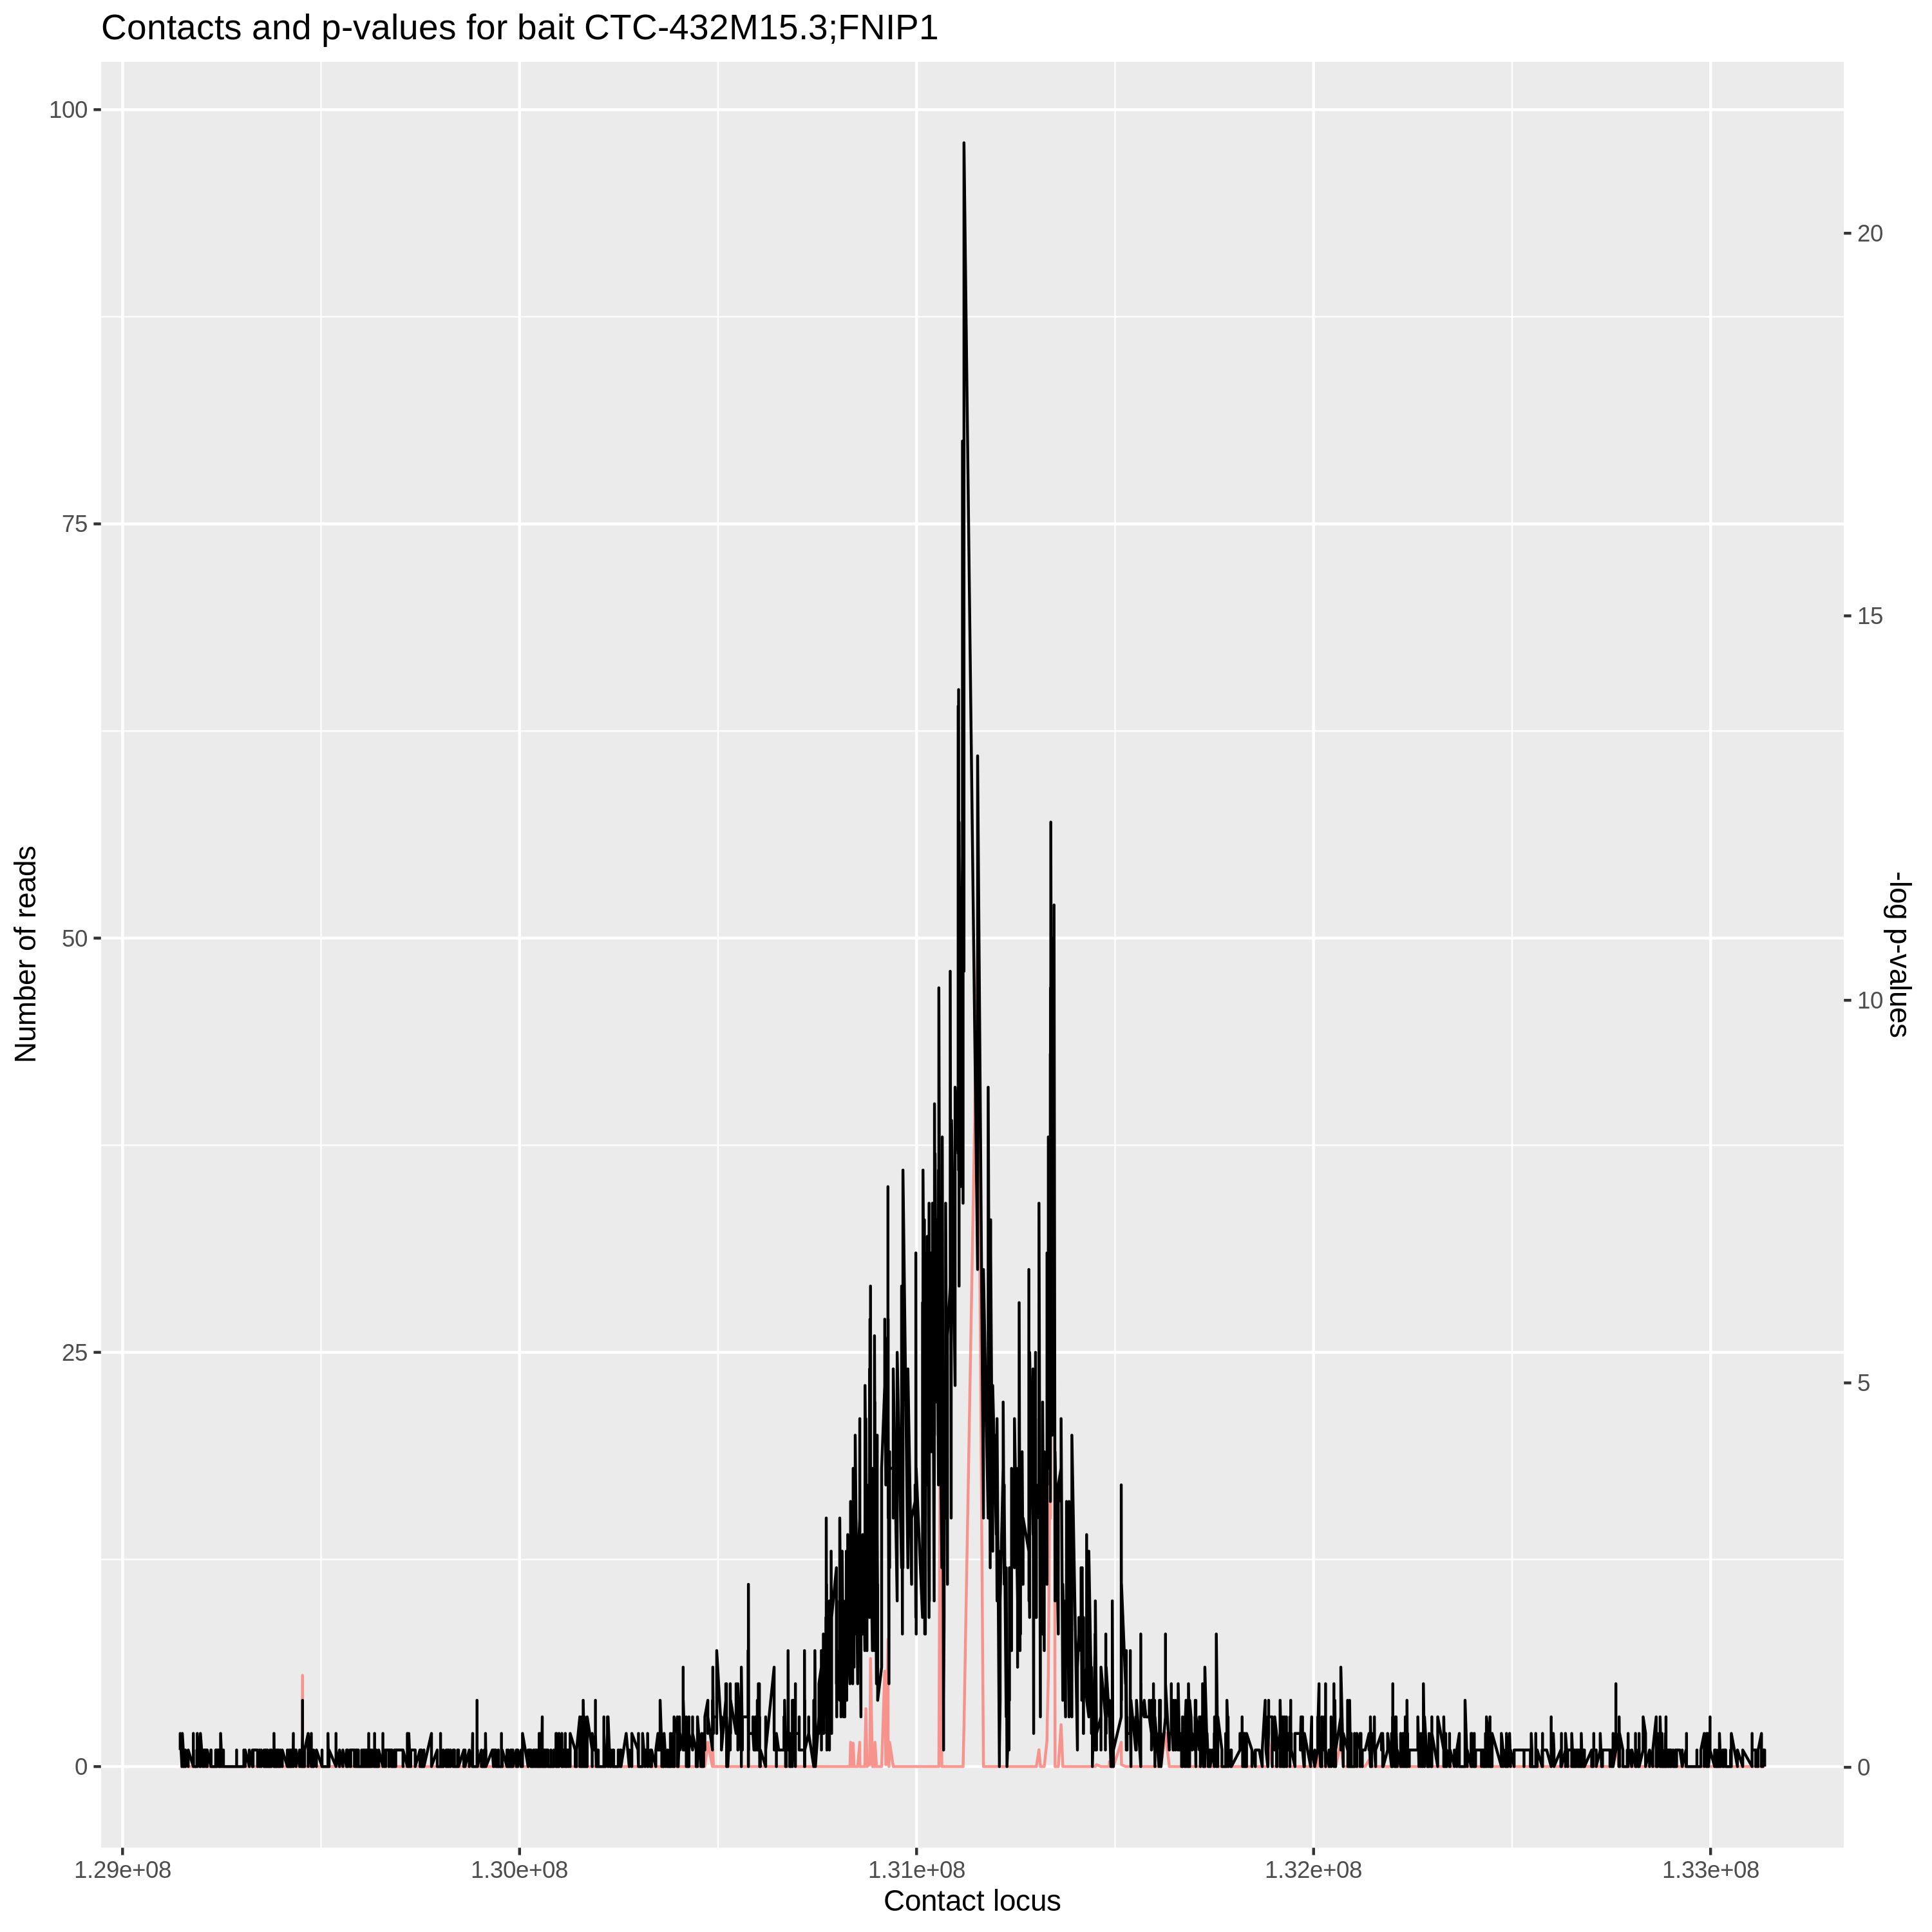 Contacts and p-values for bait CTC-432M15.3;FNIP1
100
75
50
25
0
Number of reads
20
15
10
5
0
-log p-values
1.29e+08
1.30e+08
1.31e+08
1.32e+08
1.33e+08
Contact locus